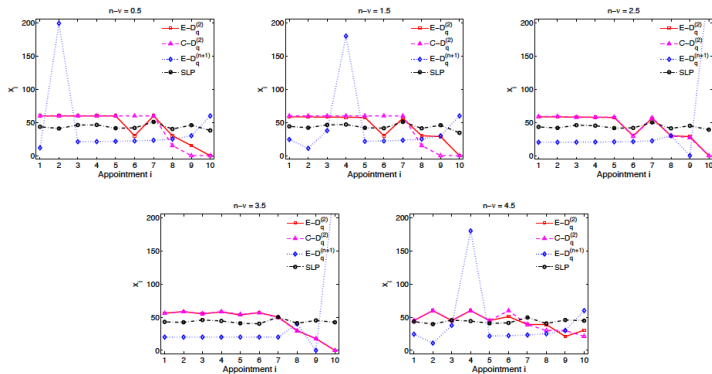 n−ν = 0.5
E−D_q^(2)
C−D_q^(2)
E−D_q^(n+1)
SLP
200
150
100
50
0
x_i
1 2 3 4 5 6 7 8 9 10
Appointment i
n−ν = 1.5
E−D_q^(2)
C−D_q^(2)
E−D_q^(n+1)
SLP
200
150
100
50
0
x_i
1 2 3 4 5 6 7 8 9 10
Appointment i
n−ν = 2.5
E−D_q^(2)
C−D_q^(2)
E−D_q^(n+1)
SLP
200
150
100
50
0
x_i
1 2 3 4 5 6 7 8 9 10
Appointment i
n−ν = 3.5
E−D_q^(2)
C−D_q^(2)
E−D_q^(n+1)
SLP
200
150
100
50
0
x_i
1 2 3 4 5 6 7 8 9 10
Appointment i
n−ν = 4.5
E−D_q^(2)
C−D_q^(2)
E−D_q^(n+1)
SLP
200
150
100
50
0
x_i
1 2 3 4 5 6 7 8 9 10
Appointment i